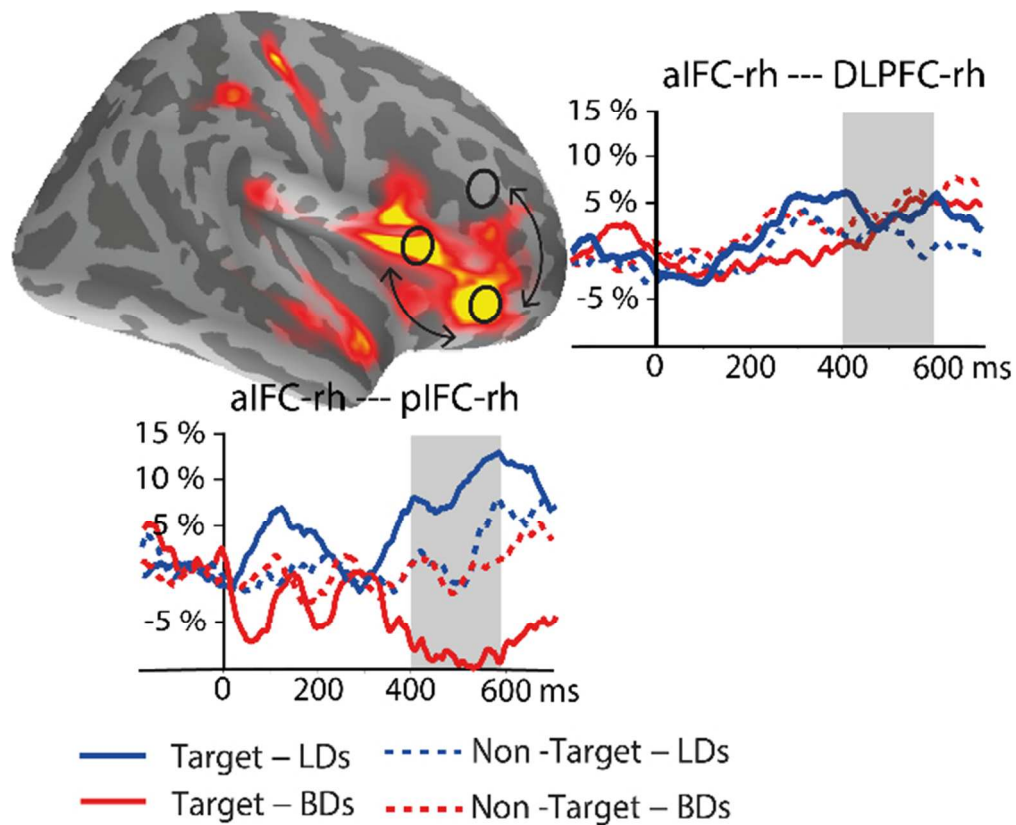 aIFC-rh --- DLPFC-rh
15 %
10 %
5 %
-5 %
0 200 400 600 ms
aIFC-rh --- pIFC-rh
15 %
10 %
5 %
-5 %
0 200 400 600 ms
Target – LDs
Non -Target – LDs
Target – BDs
Non -Target – BDs